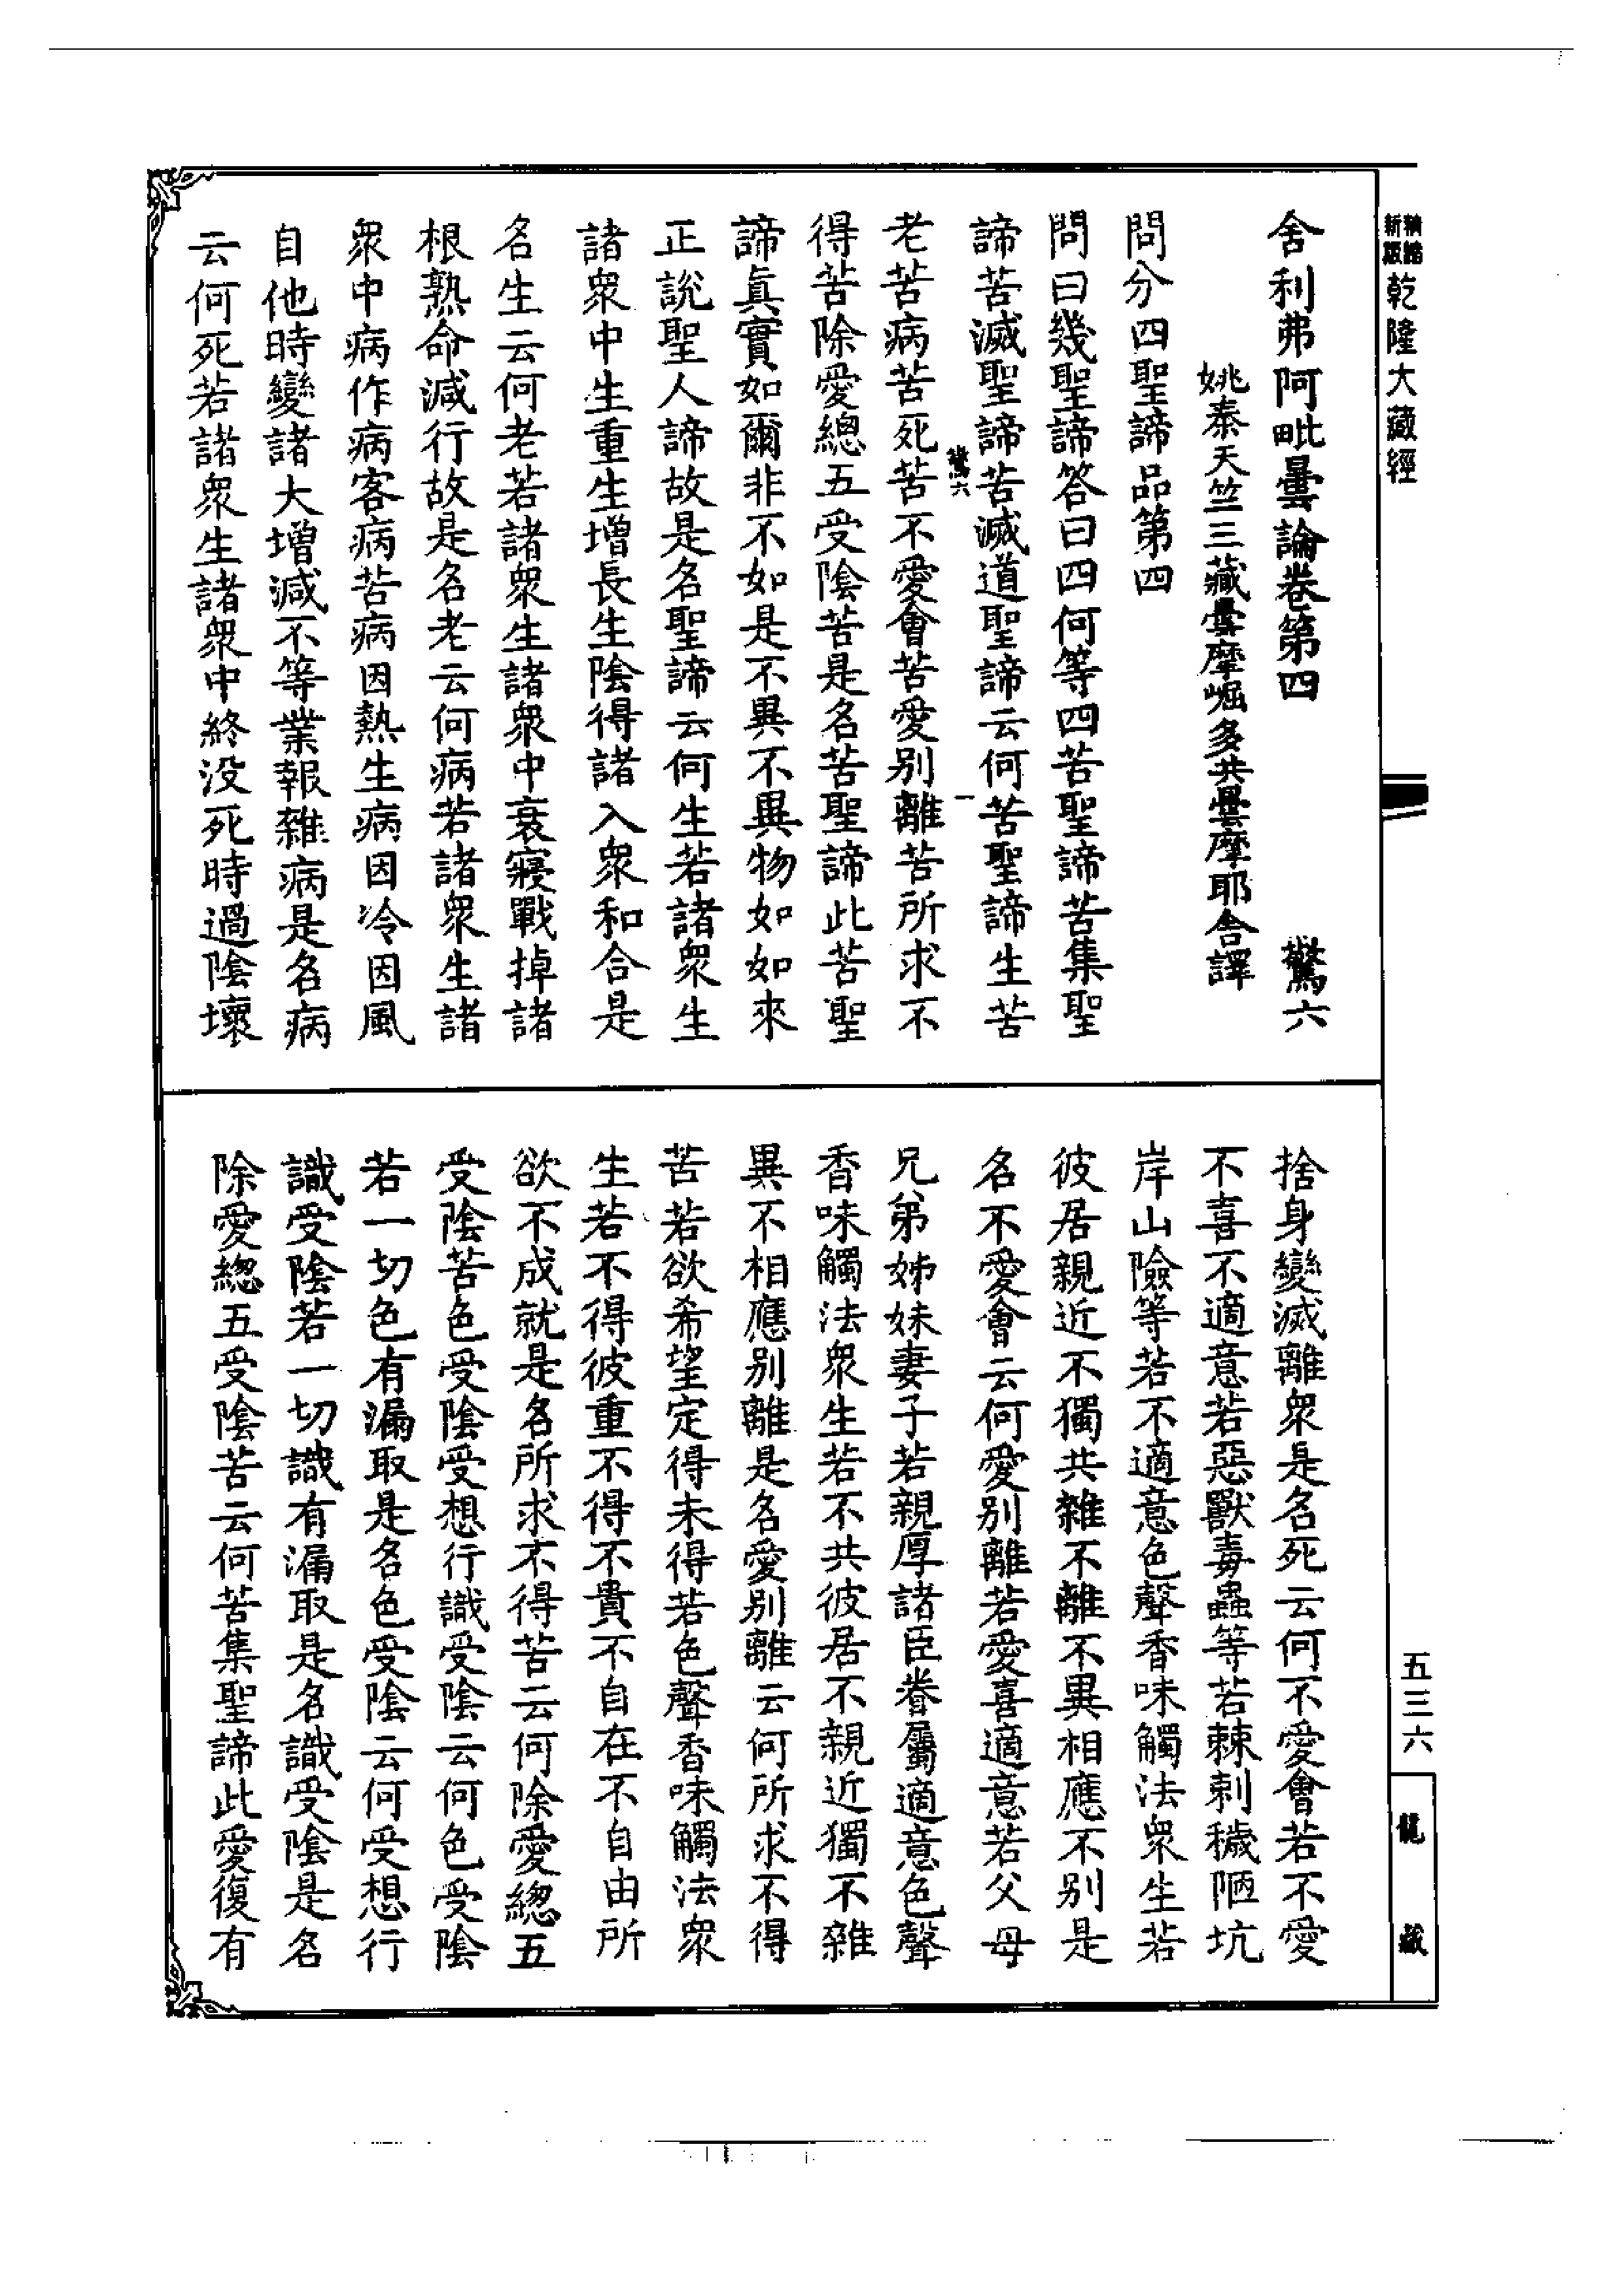 新版精縮乾隆大藏經
舍利弗阿毗曇論卷第四 驚六
姚秦天竺三藏曇摩崛多共曇摩耶舍譯
問分四聖諦品第四
問曰幾聖諦答曰四何等四苦聖諦苦集聖
諦苦滅聖諦苦滅道聖諦云何苦聖諦生苦
驚六 一
老苦病苦死苦不愛會苦愛别離苦所求不
得苦除愛總五受陰苦是名苦聖諦此苦聖
諦眞實如爾非不如是不異不異物如如來
正說聖人諦故是名聖諦云何生若諸衆生
諸衆中生重生增長生陰得諸入衆和合是
名生云何老若諸衆生諸衆中衰寢戰掉諸
根熟命減行故是名老云何病若諸衆生諸
衆中病作病客病苦病因熱生病因冷因風
自他時變諸大增減不等業報雜病是名病
云何死若諸衆生諸衆中終没死時過陰壞
捨身變滅離衆是名死云何不愛會若不愛
不喜不適意若惡獸毒蟲等若棘刺穢陋坑
岸山險等若不適意色聲香味觸法衆生若
彼居親近不獨共雜不離不異相應不别是
名不愛會云何愛别離若愛喜適意若父母
兄弟姊妹妻子若親厚諸臣眷屬適意色聲
香味觸法衆生若不共彼居不親近獨不雜
異不相應别離是名愛别離云何所求不得
苦若欲希望定得未得若色聲香味觸法衆
生若不得彼重不得不貴不自在不自由所
欲不成就是名所求不得苦云何除愛總五
受陰苦色受陰受想行識受陰云何色受陰
若一切色有漏取是名色受陰云何受想行
識受陰若一切識有漏取是名識受陰是名
除愛總五受陰苦云何苦集聖諦此愛復有
五三六
龍藏